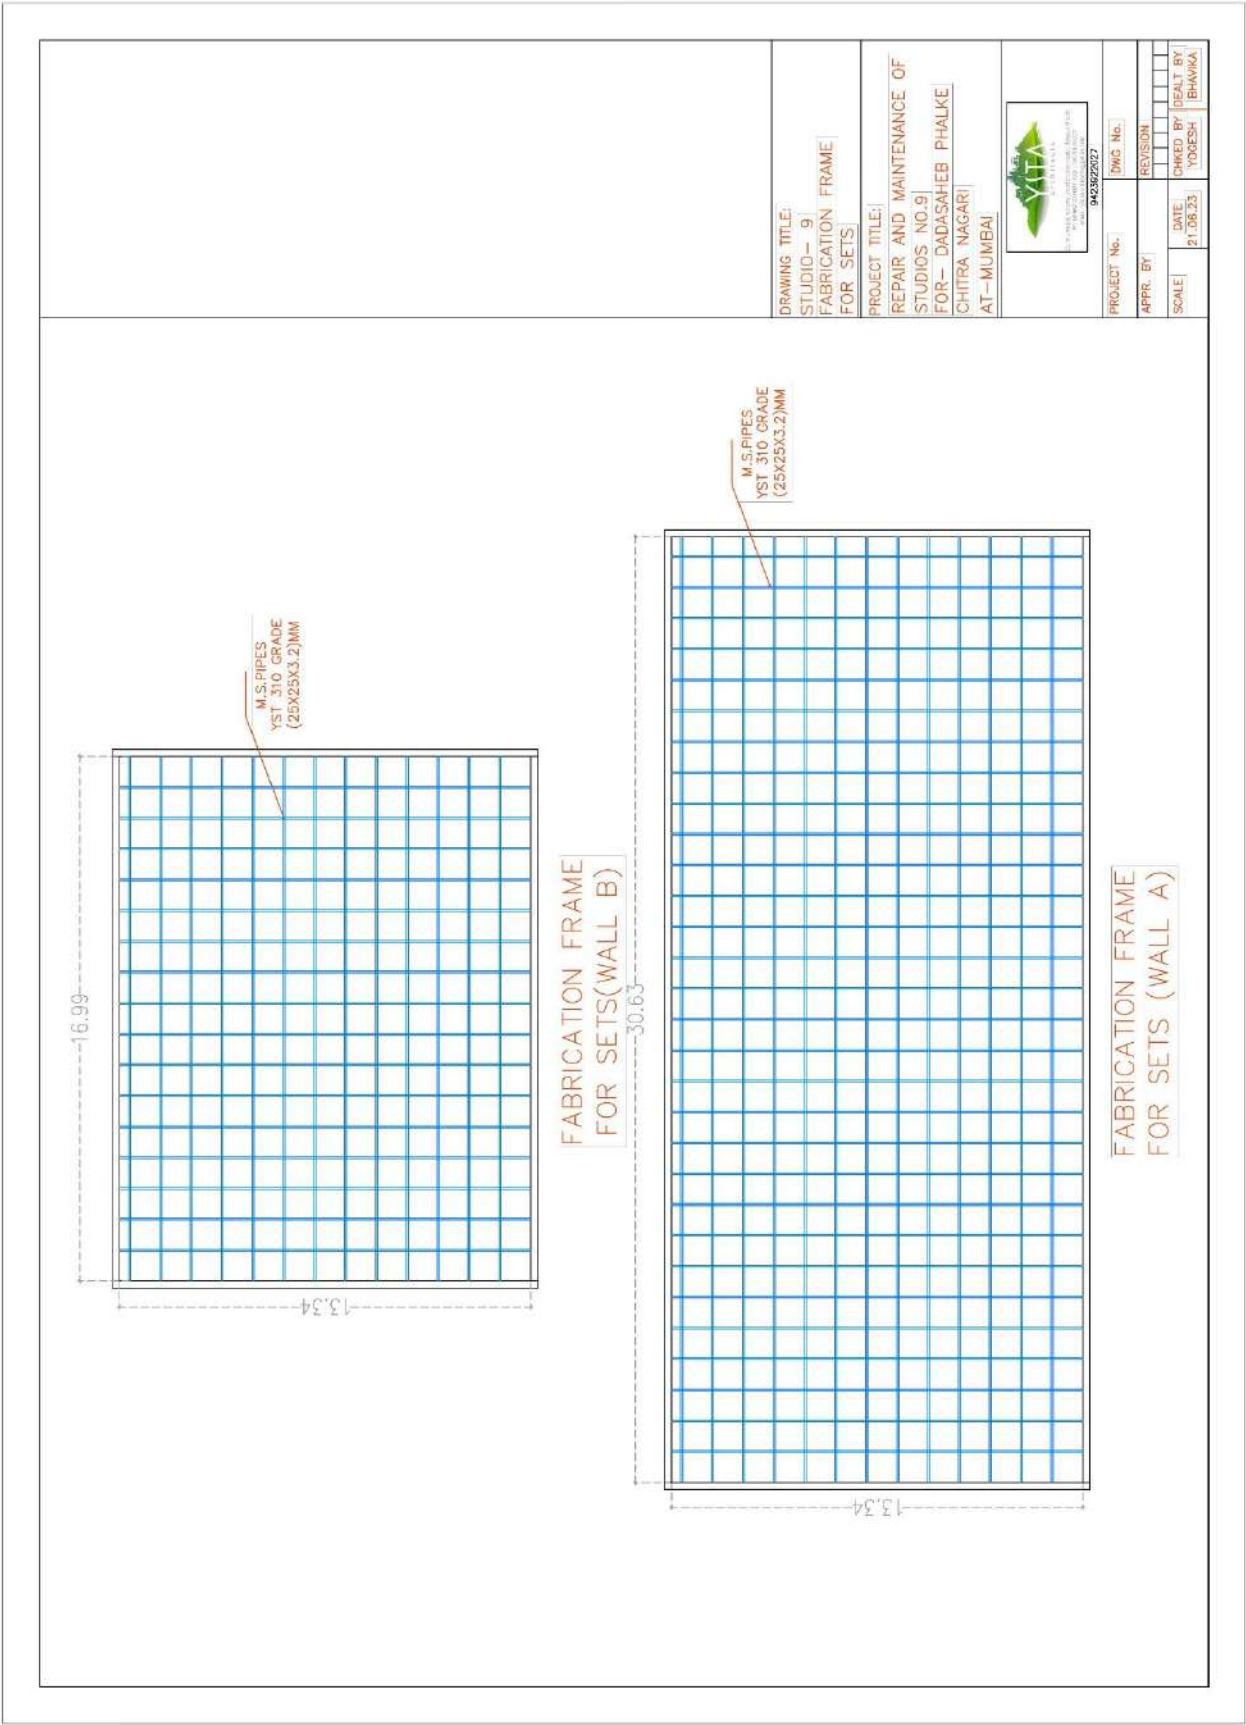 16.99
13.34
M.S.PIPES
YST 310 GRADE
(25X25X3.2)MM
FABRICATION FRAME
FOR SETS(WALL B)
30.63
13.34
M.S.PIPES
YST 310 GRADE
(25X25X3.2)MM
FABRICATION FRAME
FOR SETS (WALL A)
DRAWING TITLE:
STUDIO- 9
FABRICATION FRAME
FOR SETS
PROJECT TITLE:
REPAIR AND MAINTENANCE OF
STUDIOS NO.9
FOR- DADASAHEB PHALKE
CHITRA NAGARI
AT-MUMBAI
9423922027
PROJECT No.
DWG No.
APPR. BY
REVISION
SCALE
DATE
21.06.23
CHKED BY
YOGESH
DEALT BY
BHAVIKA